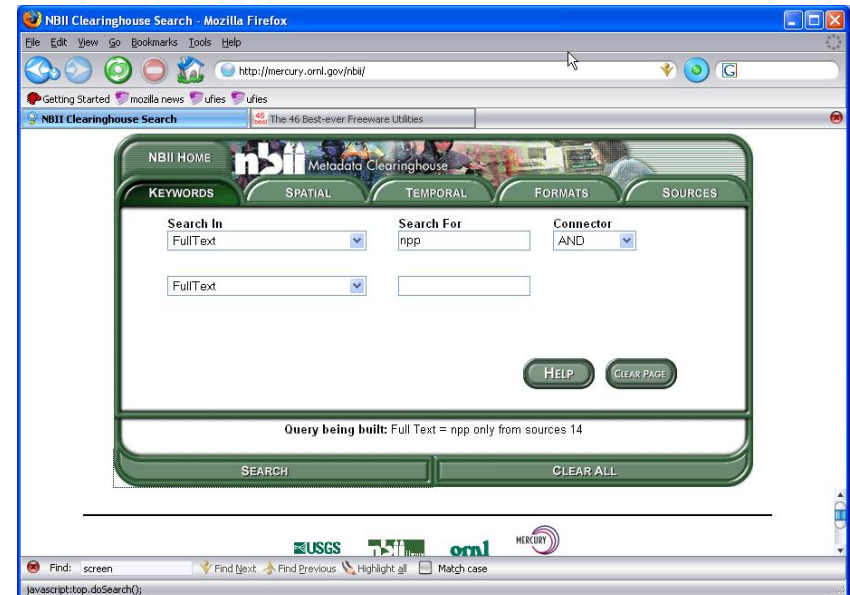 NBII Clearinghouse Search - Mozilla Firefox
File Edit View Go Bookmarks Tools Help
http://mercury.ornl.gov/nbii/ G
Getting Started mozilla news ufies ufies
NBII Clearinghouse Search 46 best The 46 Best-ever Freeware Utilities
NBII HOME nbii Metadata Clearinghouse
KEYWORDS SPATIAL TEMPORAL FORMATS SOURCES
Search In Search For Connector
FullText npp AND
FullText
HELP CLEAR PAGE
Query being built: Full Text = npp only from sources 14
SEARCH CLEAR ALL
USGS nbii ornl MERCURY
Find: screen Find Next Find Previous Highlight all Match case
javascript:top.doSearch();